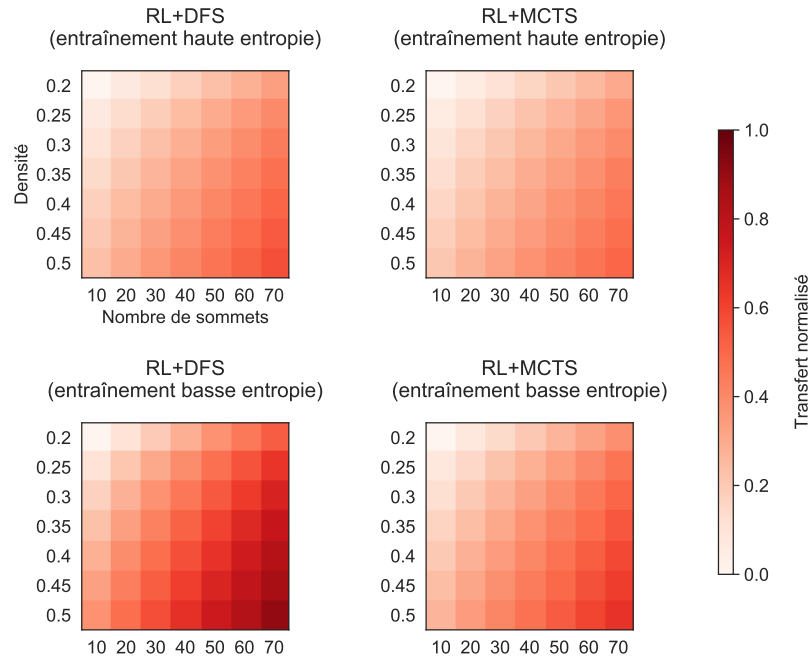 RL+DFS
(entraînement haute entropie)
RL+MCTS
(entraînement haute entropie)
Densité
0.2
0.25
0.3
0.35
0.4
0.45
0.5
10 20 30 40 50 60 70
Nombre de sommets
0.2
0.25
0.3
0.35
0.4
0.45
0.5
10 20 30 40 50 60 70
RL+DFS
(entraînement basse entropie)
RL+MCTS
(entraînement basse entropie)
0.2
0.25
0.3
0.35
0.4
0.45
0.5
10 20 30 40 50 60 70
0.2
0.25
0.3
0.35
0.4
0.45
0.5
10 20 30 40 50 60 70
1.0
0.8
0.6
0.4
0.2
0.0
Transfert normalisé